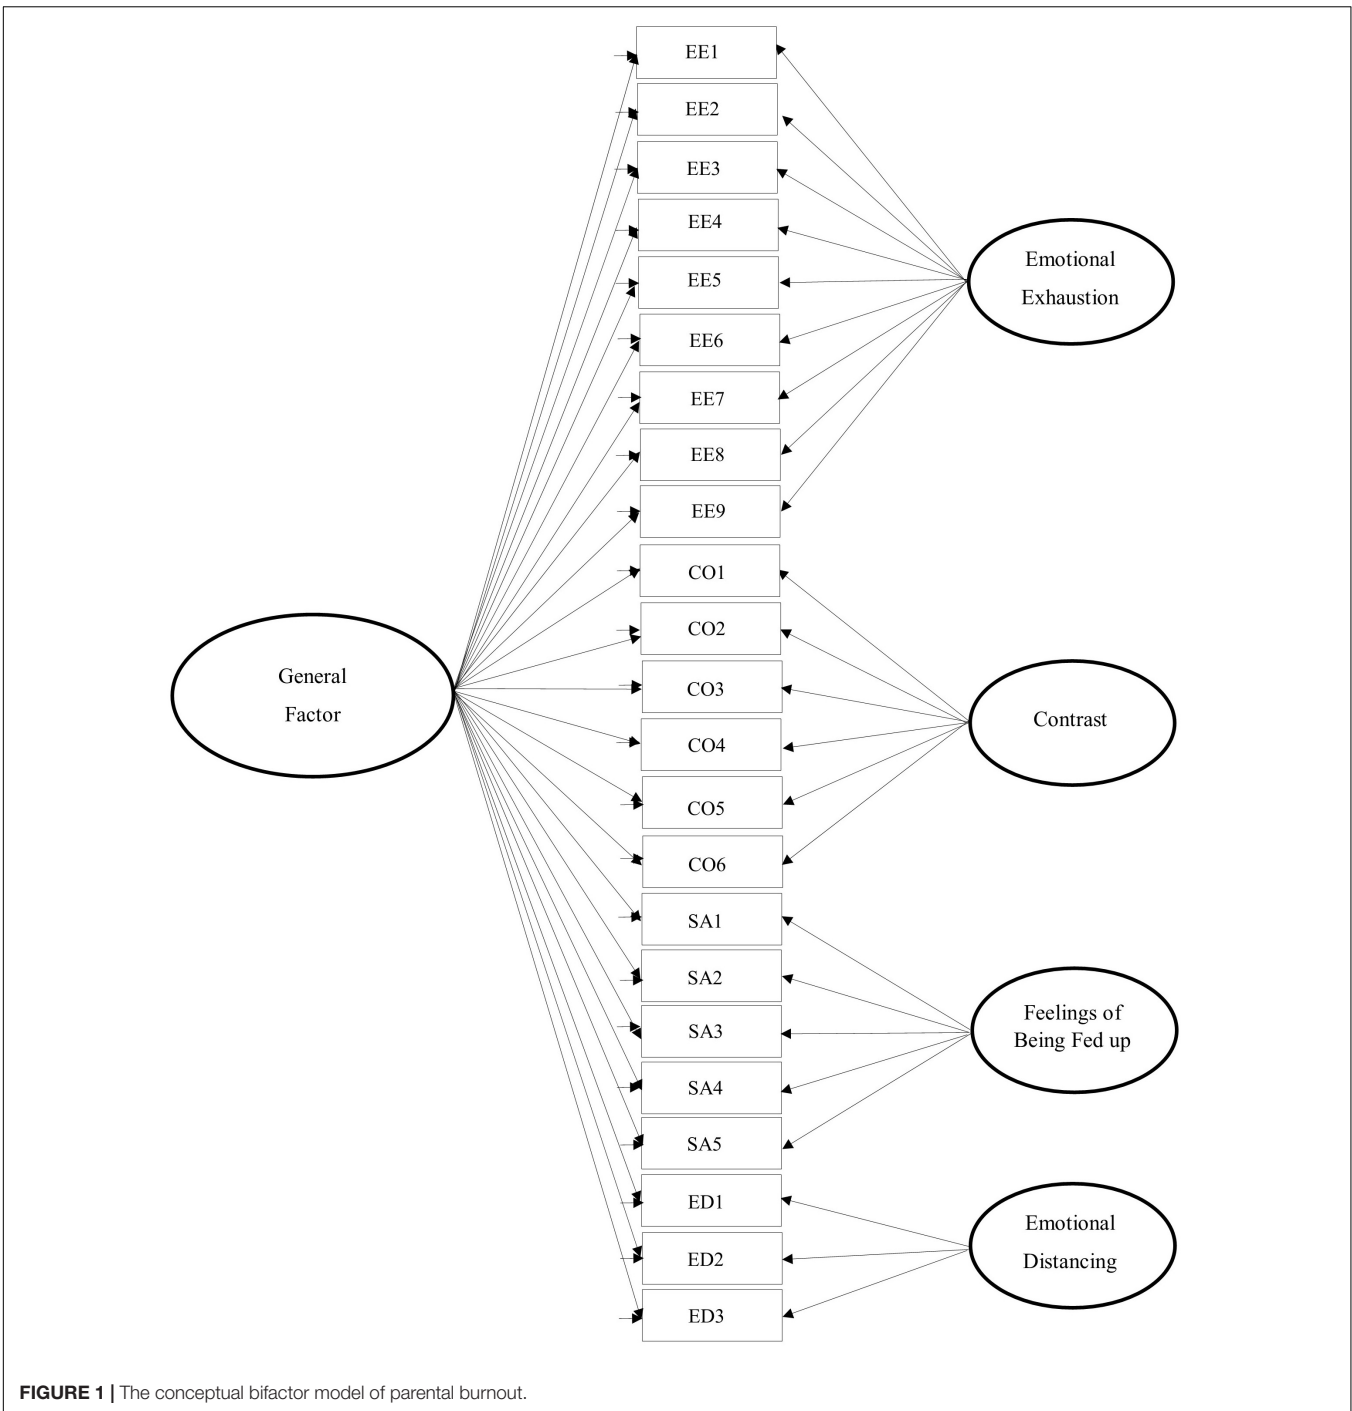 EE1
EE2
EE3
EE4
EE5
EE6
EE7
EE8
EE9
CO1
CO2
CO3
CO4
CO5
CO6
SA1
SA2
SA3
SA4
SA5
ED1
ED2
ED3
General
Factor
Emotional
Exhaustion
Contrast
Feelings of
Being Fed up
Emotional
Distancing
FIGURE 1 | The conceptual bifactor model of parental burnout.